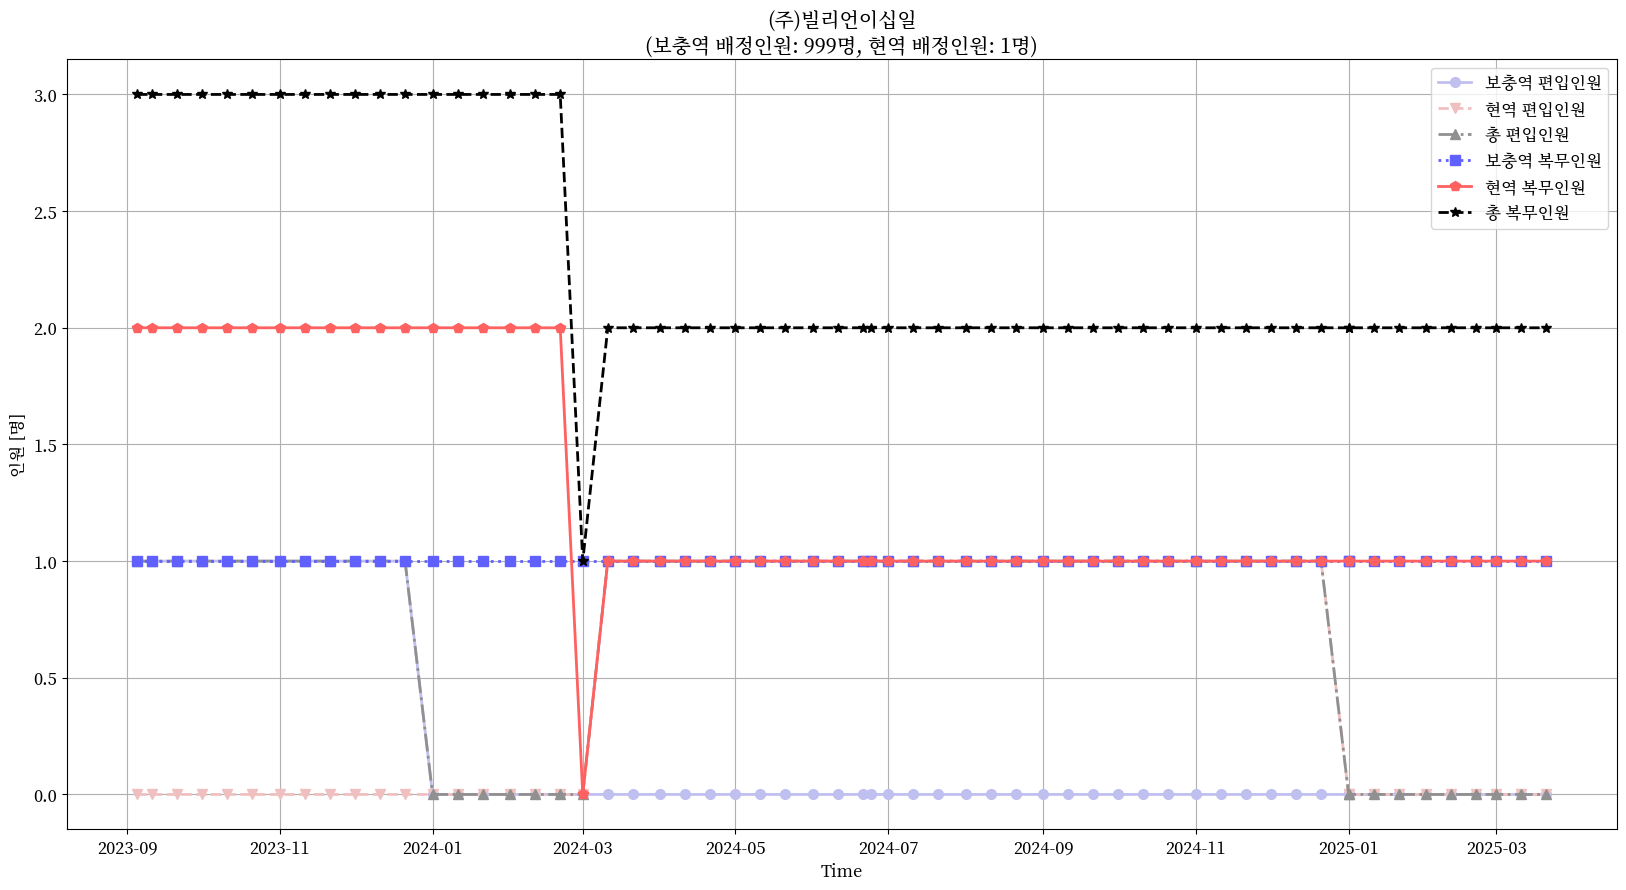 (주)빌리언이십일
(보충역 배정인원: 999명, 현역 배정인원: 1명)
보충역 편입인원
현역 편입인원
총 편입인원
보충역 복무인원
현역 복무인원
총 복무인원
인원 [명]
3.0
2.5
2.0
1.5
1.0
0.5
0.0
2023-09 2023-11 2024-01 2024-03 2024-05 2024-07 2024-09 2024-11 2025-01 2025-03
Time